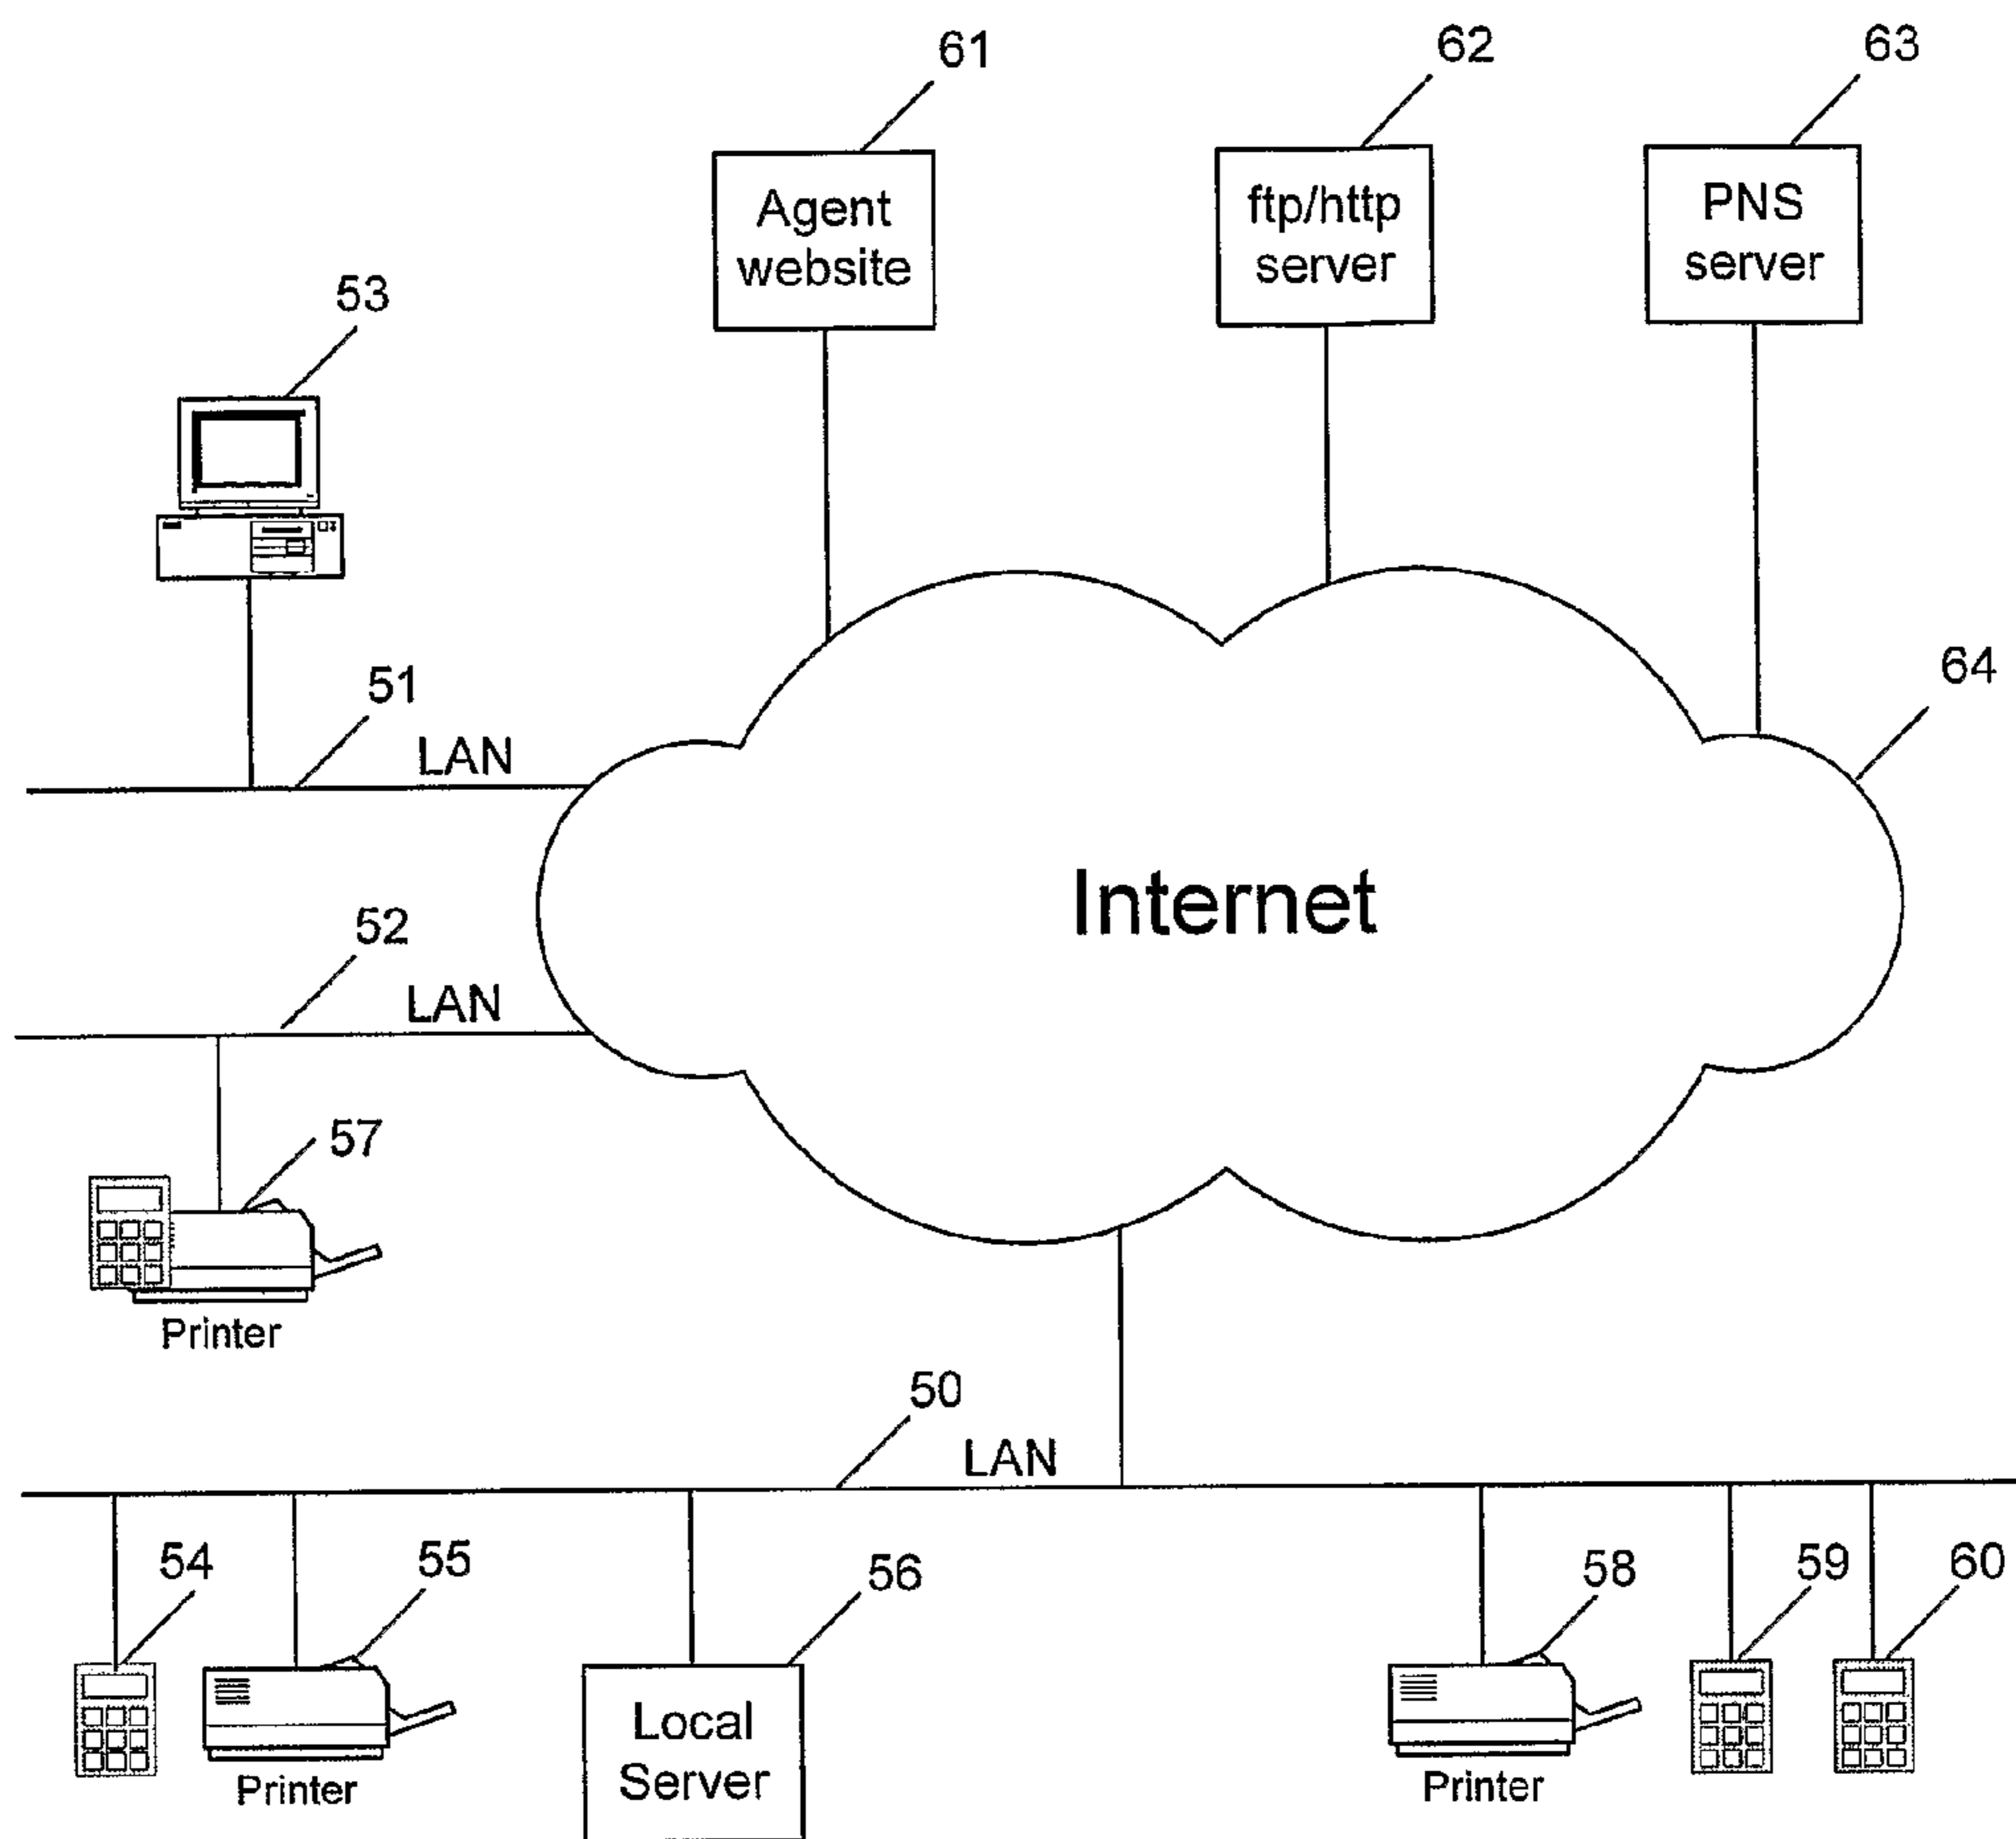 61
62
63
Agent
website
ftp/http
server
PNS
server
53
51
LAN
64
Internet
52
LAN
57
Printer
50
LAN
54
55
56
58
59
60
Local
Server
Printer
Printer